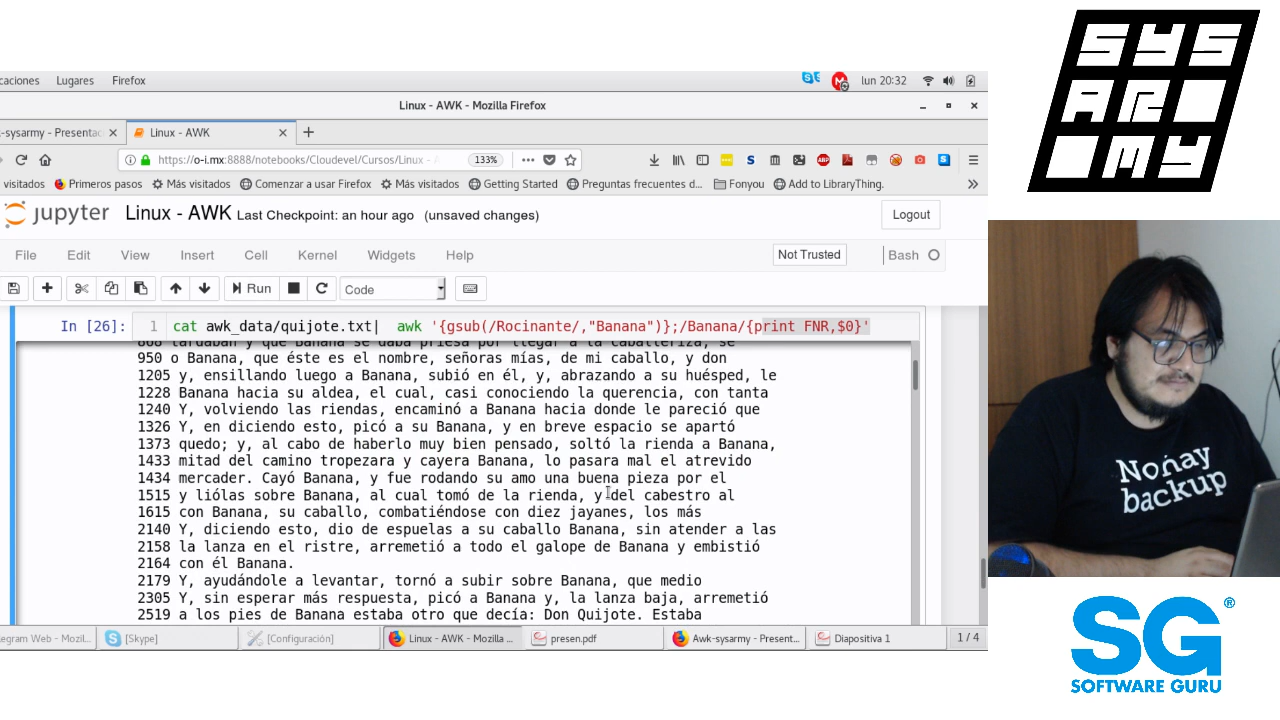 caciones Lugares Firefox lun 20:32
Linux - AWK - Mozilla Firefox
-sysarmy - Presentac Linux - AWK
https://o-i.mx:8888/notebooks/Cloudevel/Cursos/Linux - A 133%
visitados Primeros pasos Más visitados Comenzar a usar Firefox Más visitados Getting Started Preguntas frecuentes d... Fonyou Add to LibraryThing.
jupyter Linux - AWK Last Checkpoint: an hour ago (unsaved changes) Logout
File Edit View Insert Cell Kernel Widgets Help Not Trusted Bash
Run Code
In [26]: 1 cat awk_data/quijote.txt| awk '{gsub(/Rocinante/,"Banana")};/Banana/{print FNR,$0}'
868 tardaban y que Banana se daba priesa por llegar a la caballeriza, se
950 o Banana, que éste es el nombre, señoras mías, de mi caballo, y don
1205 y, ensillando luego a Banana, subió en él, y, abrazando a su huésped, le
1228 Banana hacia su aldea, el cual, casi conociendo la querencia, con tanta
1240 Y, volviendo las riendas, encaminó a Banana hacia donde le pareció que
1326 Y, en diciendo esto, picó a su Banana, y en breve espacio se apartó
1373 quedo; y, al cabo de haberlo muy bien pensado, soltó la rienda a Banana,
1433 mitad del camino tropezara y cayera Banana, lo pasara mal el atrevido
1434 mercader. Cayó Banana, y fue rodando su amo una buena pieza por el
1515 y liólas sobre Banana, al cual tomó de la rienda, y del cabestro al
1615 con Banana, su caballo, combatiéndose con diez jayanes, los más
2140 Y, diciendo esto, dio de espuelas a su caballo Banana, sin atender a las
2158 la lanza en el ristre, arremetió a todo el galope de Banana y embistió
2164 con él Banana.
2179 Y, ayudándole a levantar, tornó a subir sobre Banana, que medio
2305 Y, sin esperar más respuesta, picó a Banana y, la lanza baja, arremetió
2519 a los pies de Banana estaba otro que decía: Don Quijote. Estaba
legram Web - Mozil... [Skype] [Configuración] Linux - AWK - Mozilla ... presen.pdf Awk-sysarmy - Present... Diapositiva 1 1 / 4
SYS
AR
MY
No hay
backup
SG®
SOFTWARE GURU